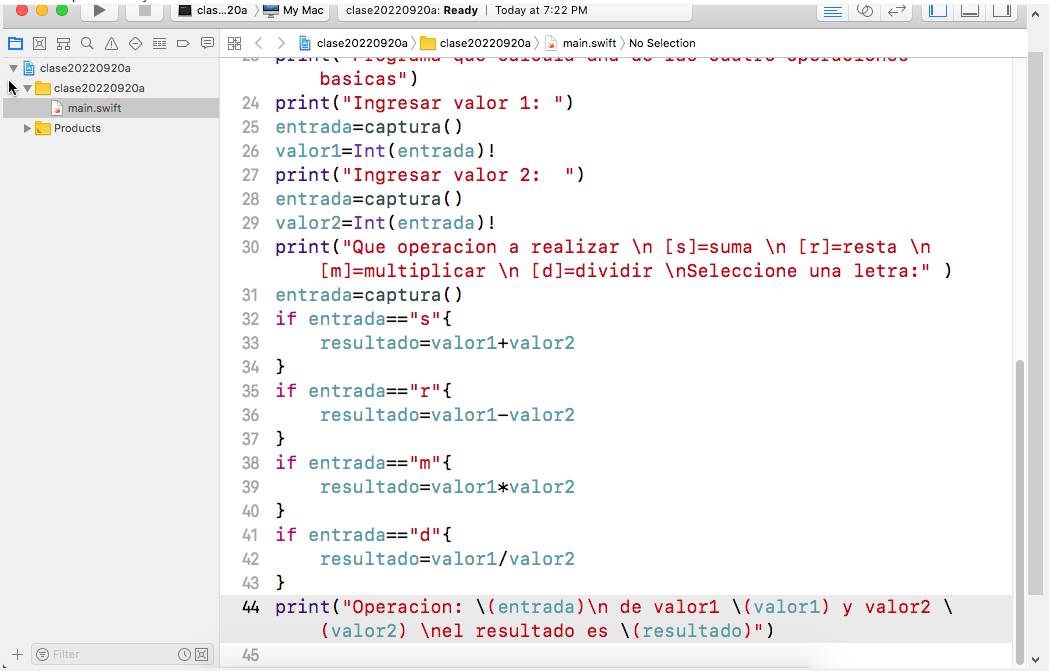 clas...20a
My Mac
clase20220920a: Ready | Today at 7:22 PM
clase20220920a
clase20220920a
main.swift
No Selection
clase20220920a
clase20220920a
main.swift
Products
23 print("Programa que calcula una de las cuatro operaciones
basicas")
24 print("Ingresar valor 1: ")
25 entrada=captura()
26 valor1=Int(entrada)!
27 print("Ingresar valor 2:  ")
28 entrada=captura()
29 valor2=Int(entrada)!
30 print("Que operacion a realizar \n [s]=suma \n [r]=resta \n
[m]=multiplicar \n [d]=dividir \nSeleccione una letra:" )
31 entrada=captura()
32 if entrada=="s"{
33 resultado=valor1+valor2
34 }
35 if entrada=="r"{
36 resultado=valor1-valor2
37 }
38 if entrada=="m"{
39 resultado=valor1*valor2
40 }
41 if entrada=="d"{
42 resultado=valor1/valor2
43 }
44 print("Operacion: \(entrada)\n de valor1 \(valor1) y valor2 \
(valor2) \nel resultado es \(resultado)")
45
Filter